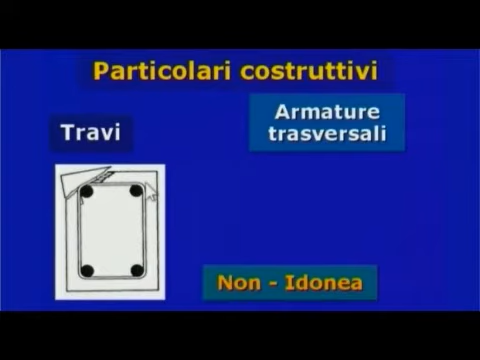 Particolari costruttivi
Armature
trasversali
Travi
Non - Idonea